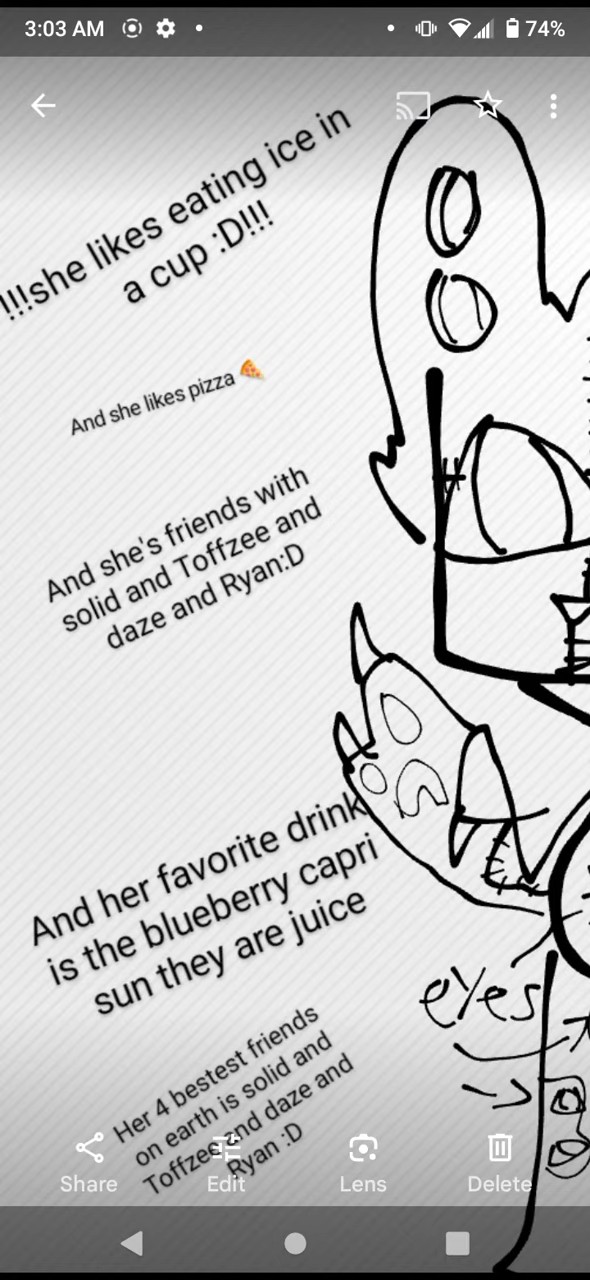 3:03 AM
74%
!!!she likes eating ice in
a cup :D!!!
And she likes pizza 🍕
And she's friends with
solid and Toffzee and
daze and Ryan:D
And her favorite drink
is the blueberry capri
sun they are juice
eyes
Her 4 bestest friends
on earth is solid and
Toffzee and daze and
Ryan :D
Share
Edit
Lens
Delete